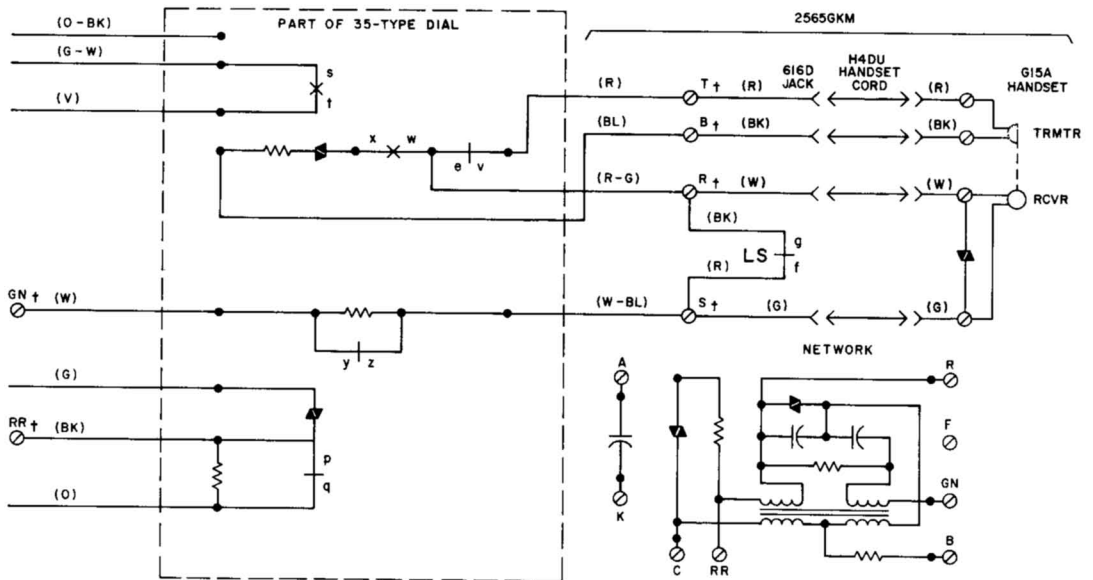 PART OF 35-TYPE DIAL
2565GKM
(O-BK)
(G-W)
s
t
(V)
616D
JACK
H4DU
HANDSET
CORD
G15A
HANDSET
(R)
T†
(R)
(R)
(BL)
B†
(BK)
(BK)
TRMTR
x
w
e
v
(R-G)
R†
(W)
(W)
RCVR
(BK)
LS
g
f
(R)
GN†
(W)
(W-BL)
S†
(G)
(G)
y
z
NETWORK
(G)
A
R
RR†
(BK)
F
p
q
GN
(O)
K
B
C
RR